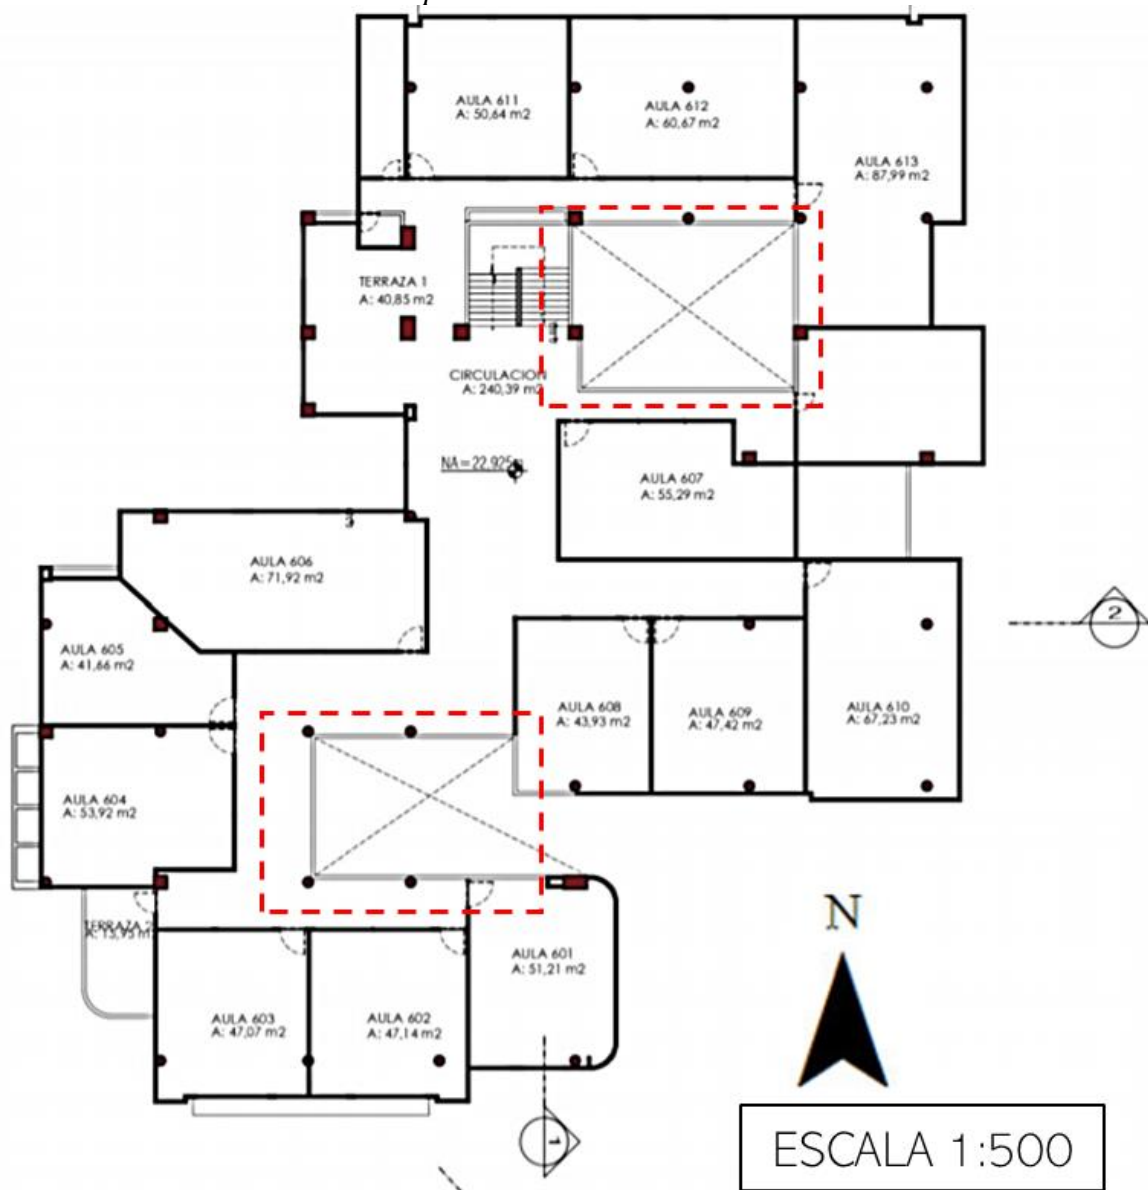 AULA 611
A: 50,64 m2
AULA 612
A: 60,67 m2
AULA 613
A: 87,99 m2
TERRAZA 1
A: 40,85 m2
CIRCULACION
A: 240,39 m2
NA=22,925
AULA 607
A: 55,29 m2
AULA 606
A: 71,92 m2
2
AULA 605
A: 41,66 m2
AULA 608
A: 43,93 m2
AULA 609
A: 47,42 m2
AULA 610
A: 67,23 m2
AULA 604
A: 53,92 m2
N
TERRAZA 2
A: 13,95 m
AULA 601
A: 51,21 m2
AULA 603
A: 47,07 m2
AULA 602
A: 47,14 m2
1
ESCALA 1:500